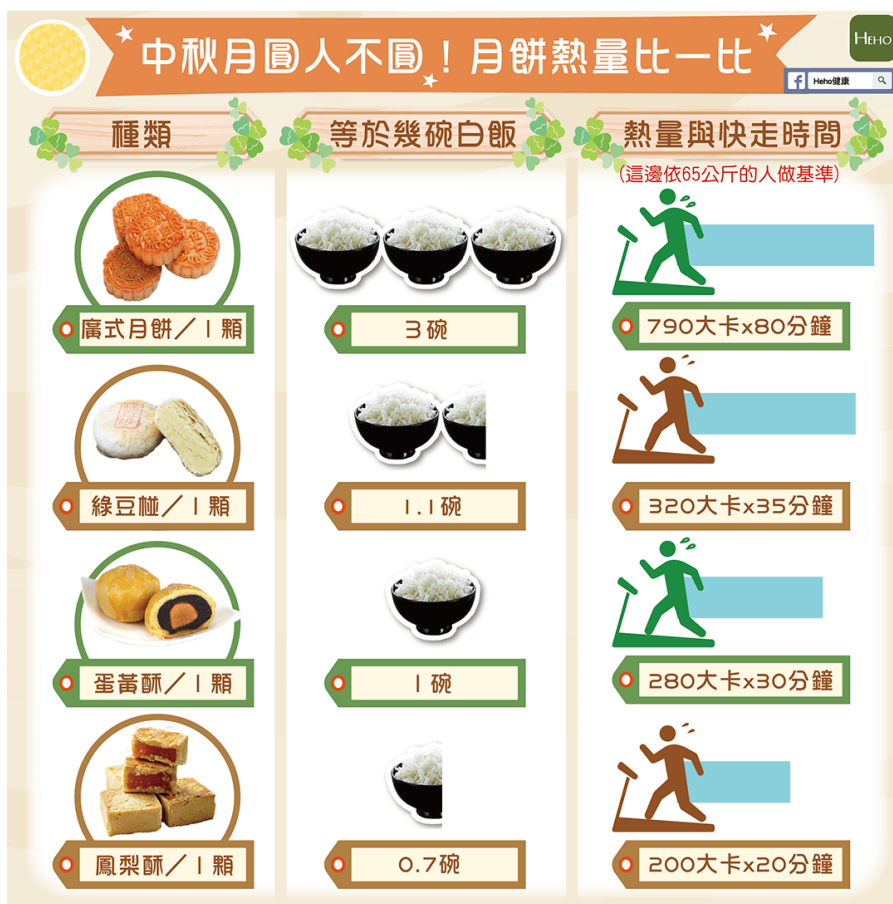 中秋月圓人不圓！月餅熱量比一比
HEHO
f Heho健康
種類
等於幾碗白飯
熱量與快走時間
(這邊依65公斤的人做基準)
廣式月餅／1顆
3碗
790大卡x80分鐘
綠豆椪／1顆
1.1碗
320大卡x35分鐘
蛋黃酥／1顆
1碗
280大卡x30分鐘
鳳梨酥／1顆
0.7碗
200大卡x20分鐘